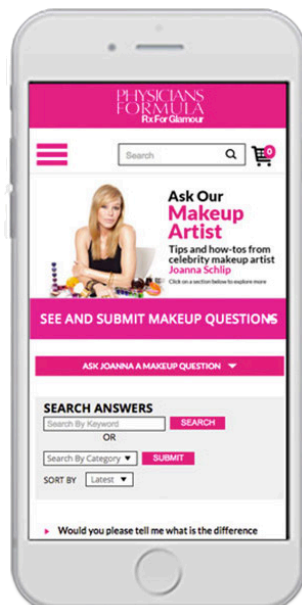 PHYSICIANS
FORMULA
Rx For Glamour
Search
0
Ask Our
Makeup
Artist
Tips and how-tos from
celebrity makeup artist
Joanna Schlip
Click on a section below to explore more
SEE AND SUBMIT MAKEUP QUESTIONS
ASK JOANNA A MAKEUP QUESTION
SEARCH ANSWERS
Search By Keyword SEARCH
OR
Search By Category SUBMIT
SORT BY Latest
Would you please tell me what is the difference